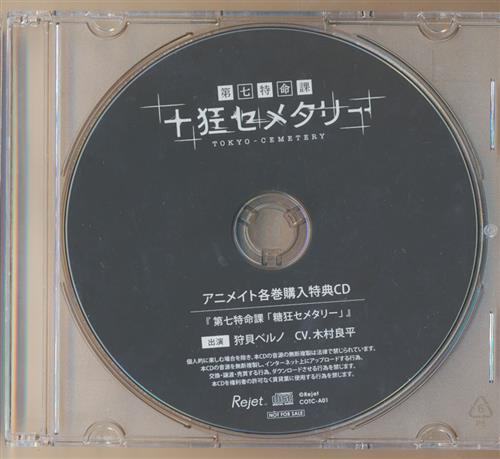 第七特命課
十狂セメタリー
TOKYO-CEMETERY
アニメイト各巻購入特典CD
『第七特命課「糖狂セメタリー」』
出演 狩貝ベルノ CV.木村良平
個人的に楽しむ場合を除き、本CDの音源の無断複製は法律で禁じられています。
本CDの音源を無断複製し、インターネット上にアップロードする行為、
交換・譲渡・売買する行為、ダウンロードさせる行為を禁じます。
本CDを権利者の許可なく賃貸業に使用する行為を禁じます。
Rejet
©Rejet
COTC-A01
NOT FOR SALE